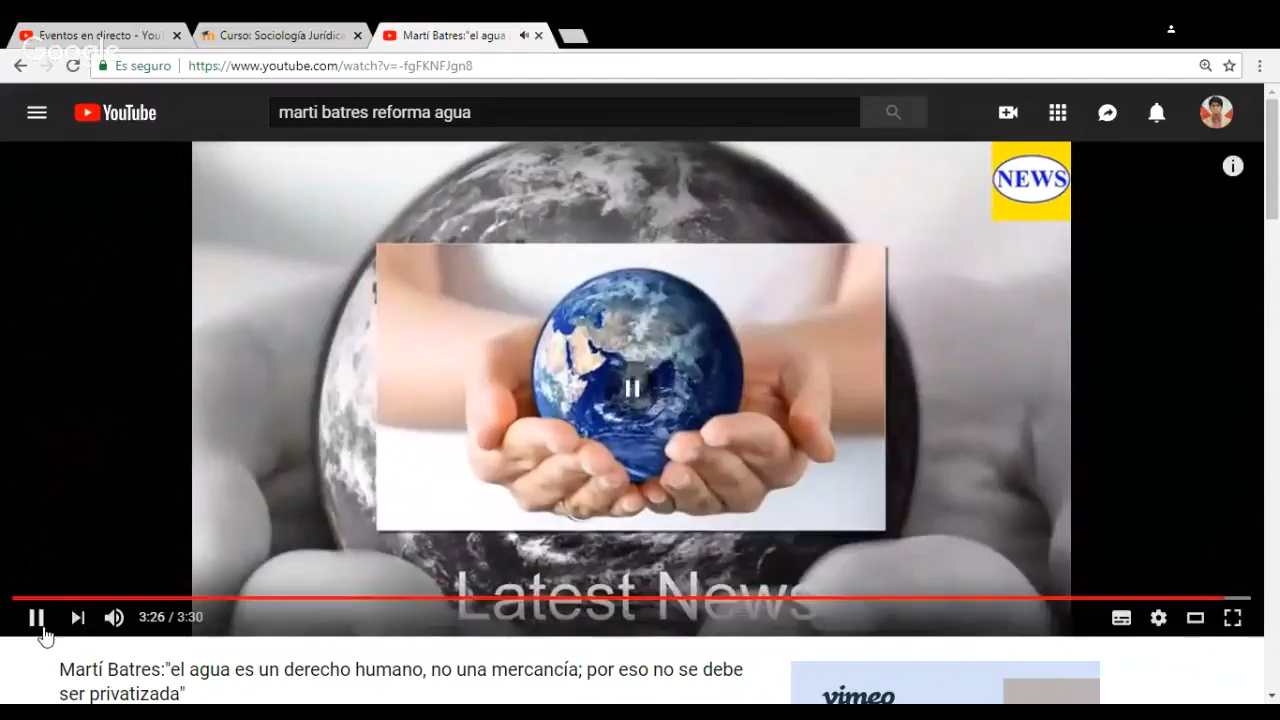 Eventos en directo - You
Curso: Sociología Jurídica
Martí Batres:"el agua
Google
Es seguro
https://www.youtube.com/watch?v=-fgFKNFJgn8
YouTube
marti batres reforma agua
NEWS
Latest News
3:26 / 3:30
Martí Batres:"el agua es un derecho humano, no una mercancía; por eso no se debe
ser privatizada"
vimeo